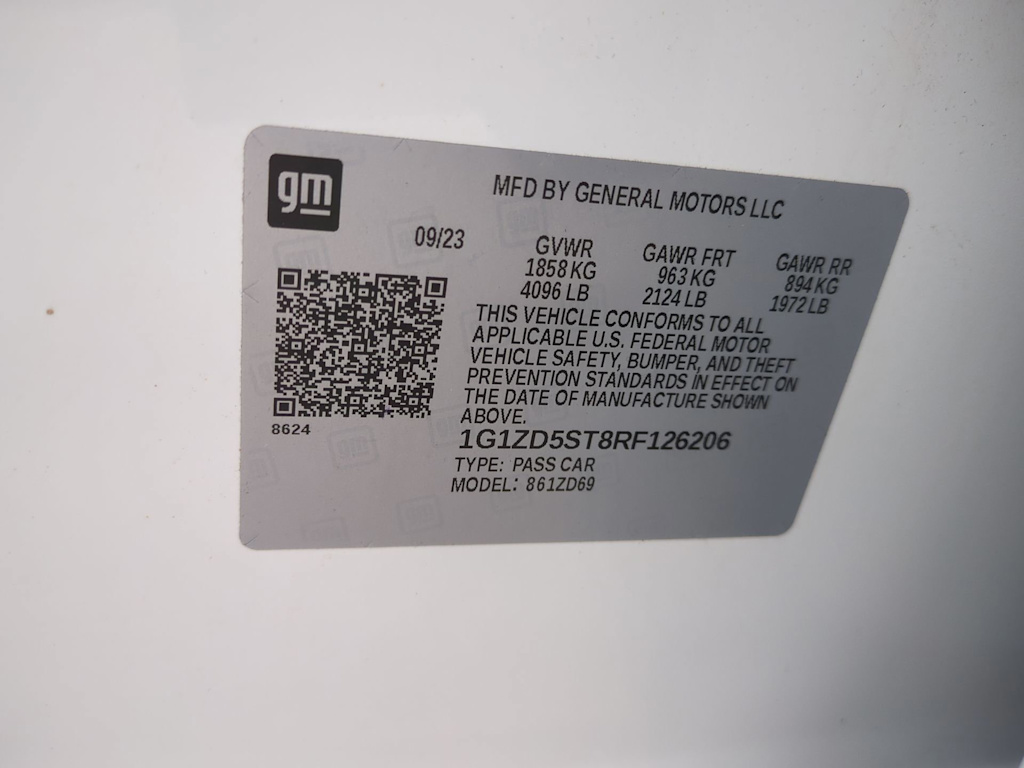 gm
MFD BY GENERAL MOTORS LLC
09/23
GVWR GAWR FRT GAWR RR
1858 KG 963 KG 894 KG
4096 LB 2124 LB 1972 LB
THIS VEHICLE CONFORMS TO ALL
APPLICABLE U.S. FEDERAL MOTOR
VEHICLE SAFETY, BUMPER, AND THEFT
PREVENTION STANDARDS IN EFFECT ON
THE DATE OF MANUFACTURE SHOWN
ABOVE.
8624
1G1ZD5ST8RF126206
TYPE: PASS CAR
MODEL: 861ZD69